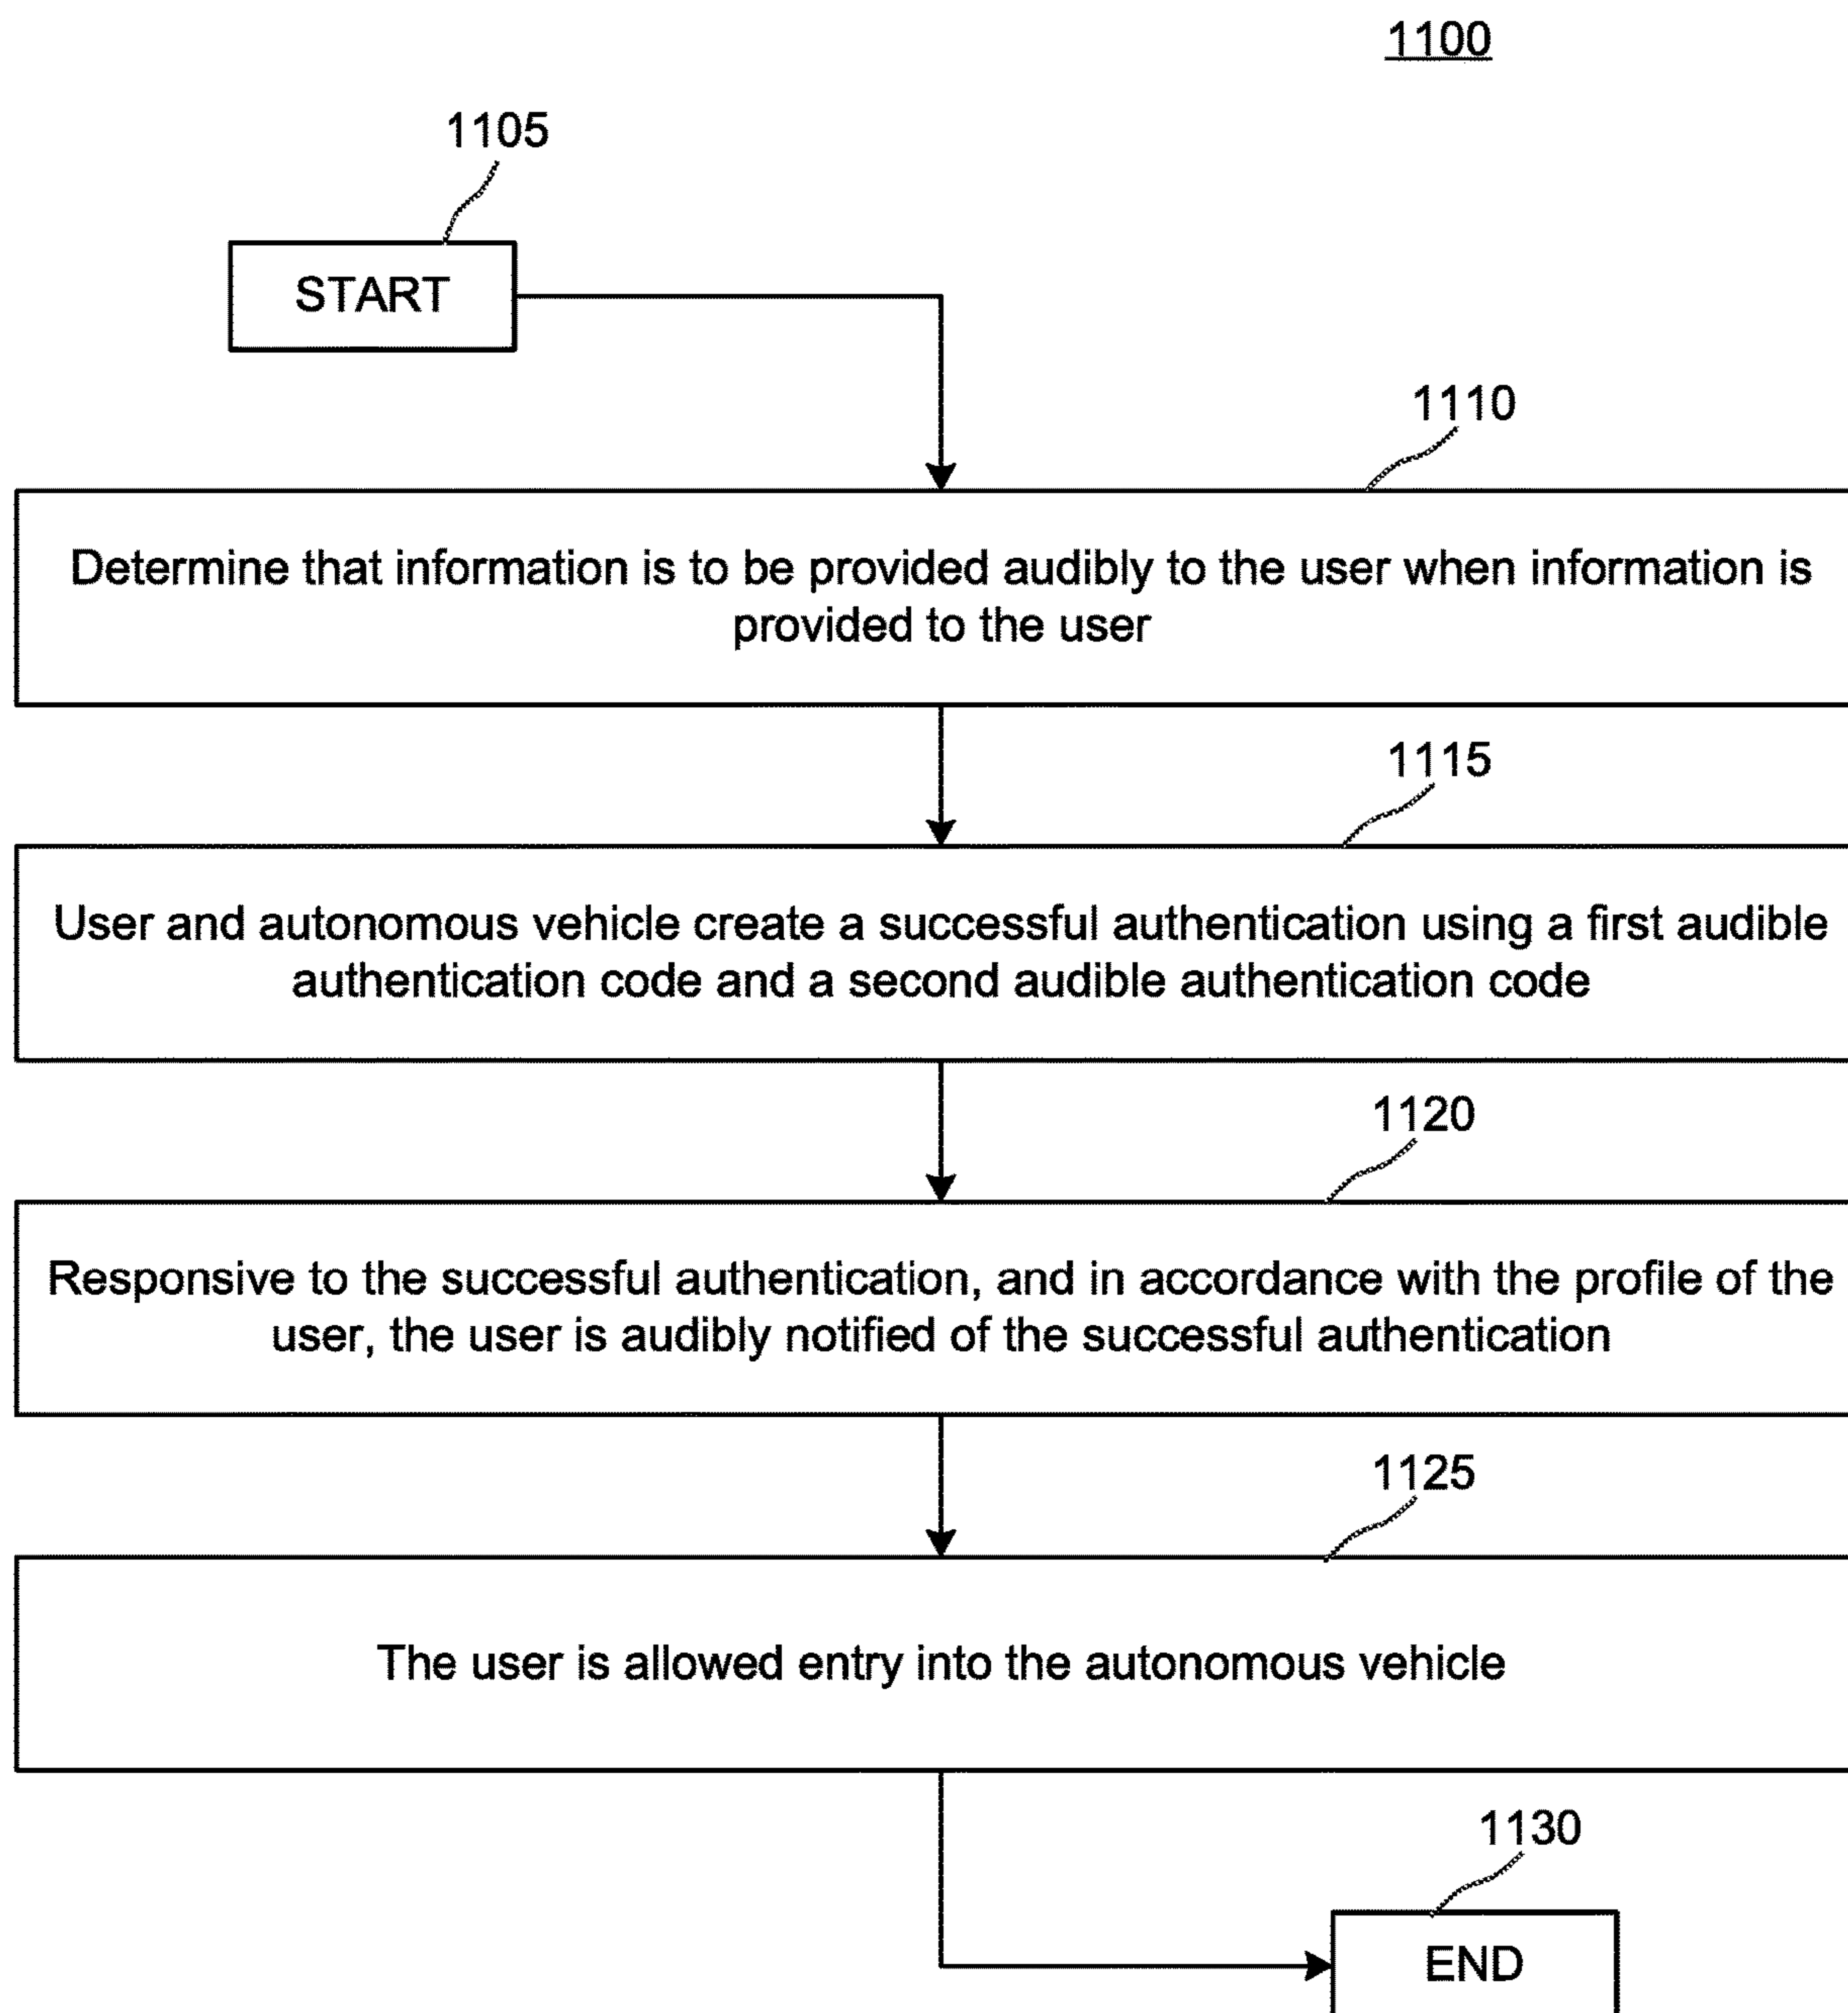 1100
1105
START
1110
Determine that information is to be provided audibly to the user when information is
provided to the user
1115
User and autonomous vehicle create a successful authentication using a first audible
authentication code and a second audible authentication code
1120
Responsive to the successful authentication, and in accordance with the profile of the
user, the user is audibly notified of the successful authentication
1125
The user is allowed entry into the autonomous vehicle
1130
END